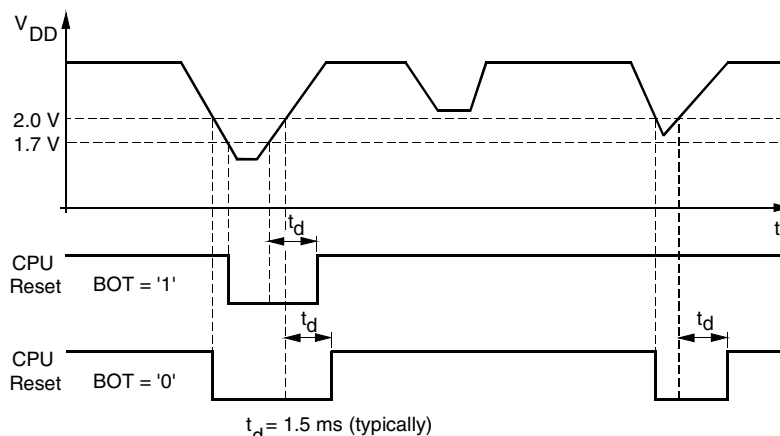 VDD
2.0 V
1.7 V
t
td
CPU
Reset
BOT = '1'
td
td
CPU
Reset
BOT = '0'
td = 1.5 ms (typically)